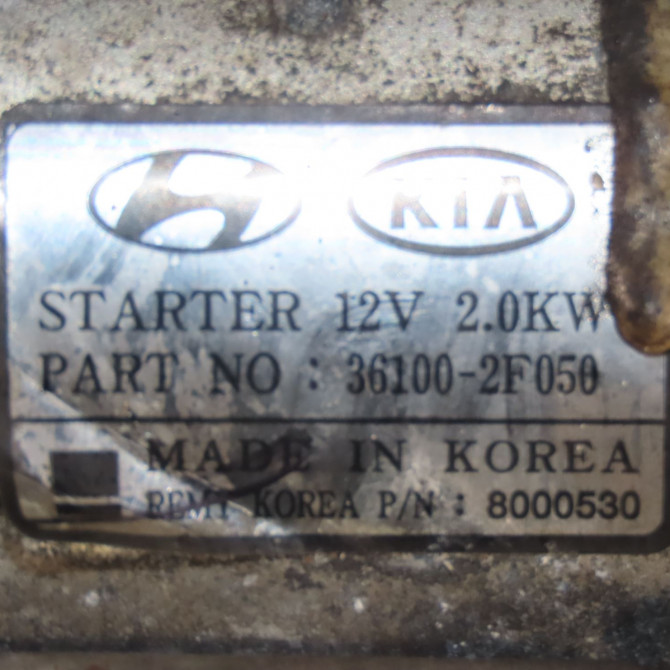 KIA
STARTER 12V 2.0KW
PART NO : 36100-2F050
MADE IN KOREA
REMY KOREA P/N : 8000530